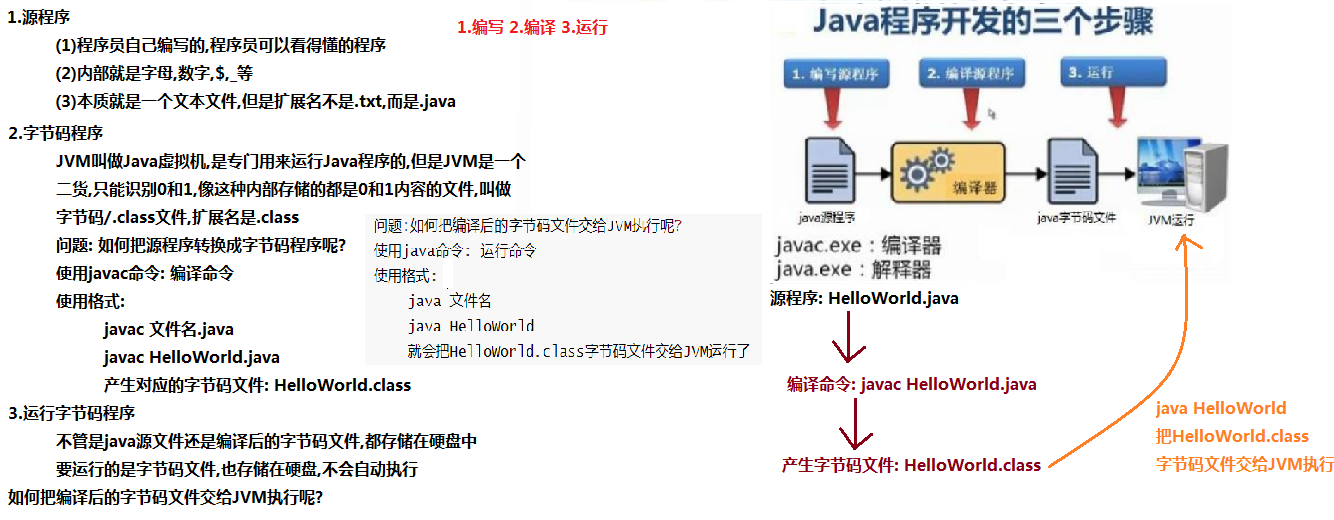 1.源程序
(1)程序员自己编写的,程序员可以看得懂的程序
(2)内部就是字母,数字,$,_等
(3)本质就是一个文本文件,但是扩展名不是.txt,而是.java
2.字节码程序
JVM叫做Java虚拟机,是专门用来运行Java程序的,但是JVM是一个
二货,只能识别0和1,像这种内部存储的都是0和1内容的文件,叫做
字节码/.class文件,扩展名是.class
问题: 如何把源程序转换成字节码程序呢?
使用javac命令: 编译命令
使用格式:
javac 文件名.java
javac HelloWorld.java
产生对应的字节码文件: HelloWorld.class
3.运行字节码程序
不管是java源文件还是编译后的字节码文件,都存储在硬盘中
要运行的是字节码文件,也存储在硬盘,不会自动执行
如何把编译后的字节码文件交给JVM执行呢?
1.编写 2.编译 3.运行
问题:如何把编译后的字节码文件交给JVM执行呢?
使用java命令: 运行命令
使用格式:
java 文件名
java HelloWorld
就会把HelloWorld.class字节码文件交给JVM运行了
Java程序开发的三个步骤
1. 编写源程序
2. 编译源程序
3. 运行
编译器
java源程序
java字节码文件
JVM运行
javac.exe：编译器
java.exe：解释器
源程序: HelloWorld.java
编译命令: javac HelloWorld.java
产生字节码文件: HelloWorld.class
java HelloWorld
把HelloWorld.class
字节码文件交给JVM执行